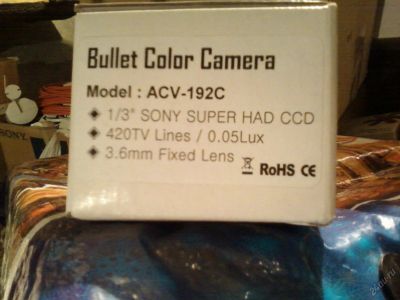 Bullet Color Camera
Model : ACV-192C
◆ 1/3" SONY SUPER HAD CCD
◆ 420TV Lines / 0.05Lux
◆ 3.6mm Fixed Lens RoHS CE
SONY